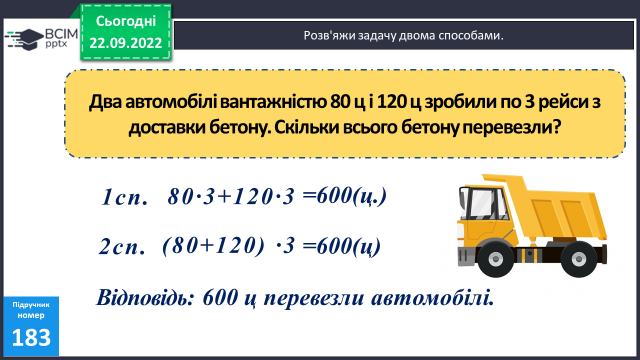 Сьогодні
22.09.2022
ВСІМ
pptx
Розв'яжи задачу двома способами.
Два автомобілі вантажністю 80 ц і 120 ц зробили по 3 рейси з
доставки бетону. Скільки всього бетону перевезли?
1сп. 80·3+120·3 =600(ц.)
2сп. (80+120) ·3 =600(ц)
Відповідь: 600 ц перевезли автомобілі.
Підручник
номер
183